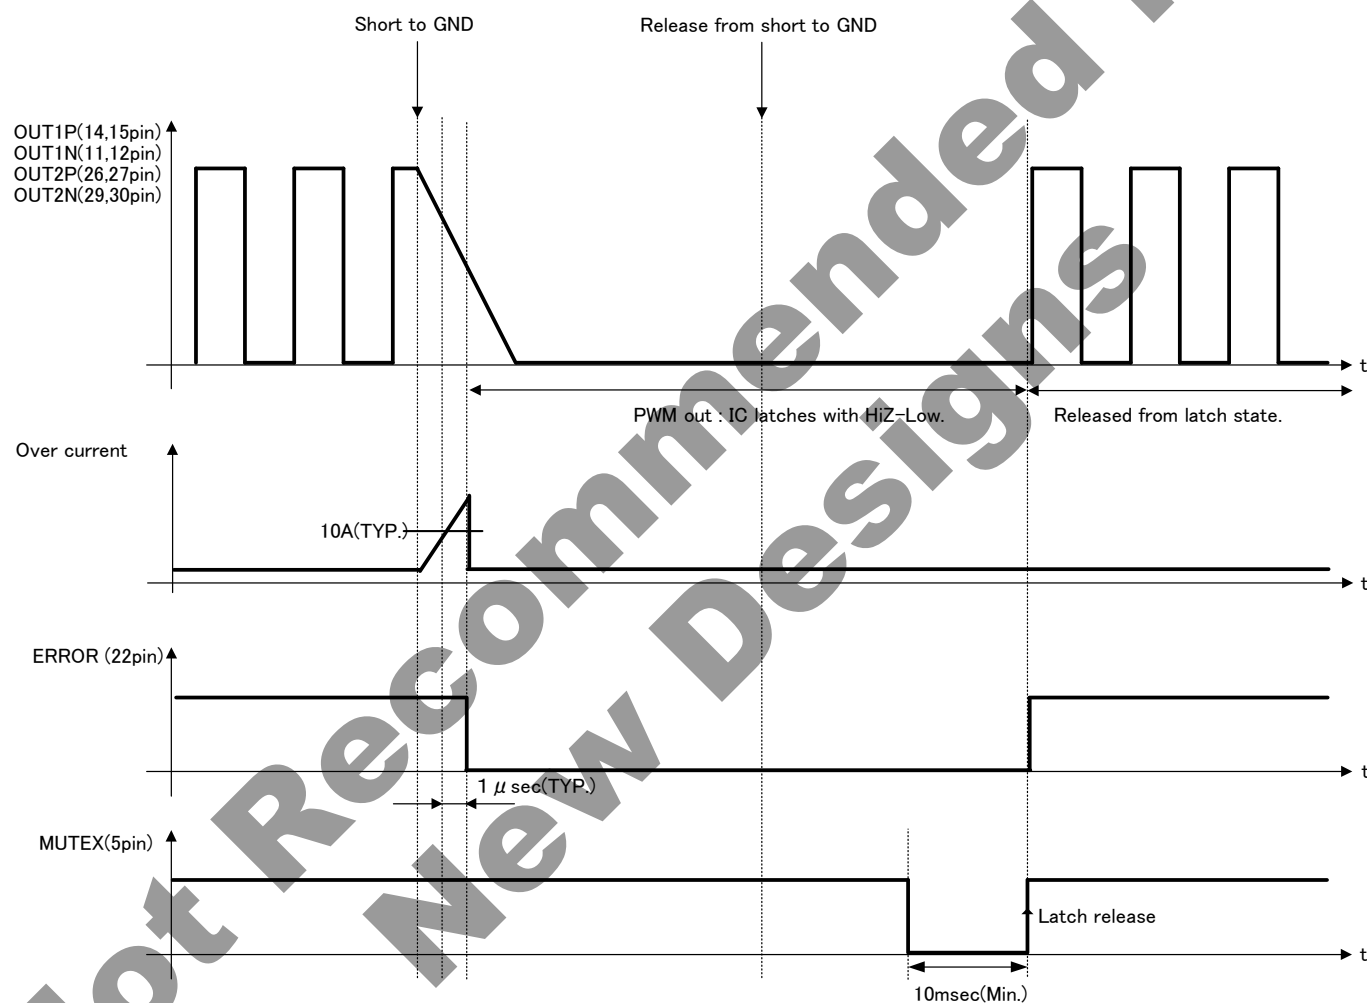 Short to GND
Release from short to GND
OUT1P(14,15pin)
OUT1N(11,12pin)
OUT2P(26,27pin)
OUT2N(29,30pin)
t
PWM out : IC latches with HiZ-Low.
Released from latch state.
Over current
10A(TYP.)
t
ERROR (22pin)
t
1 μ sec(TYP.)
MUTEX(5pin)
Latch release
t
10msec(Min.)
Recommended
New Designs